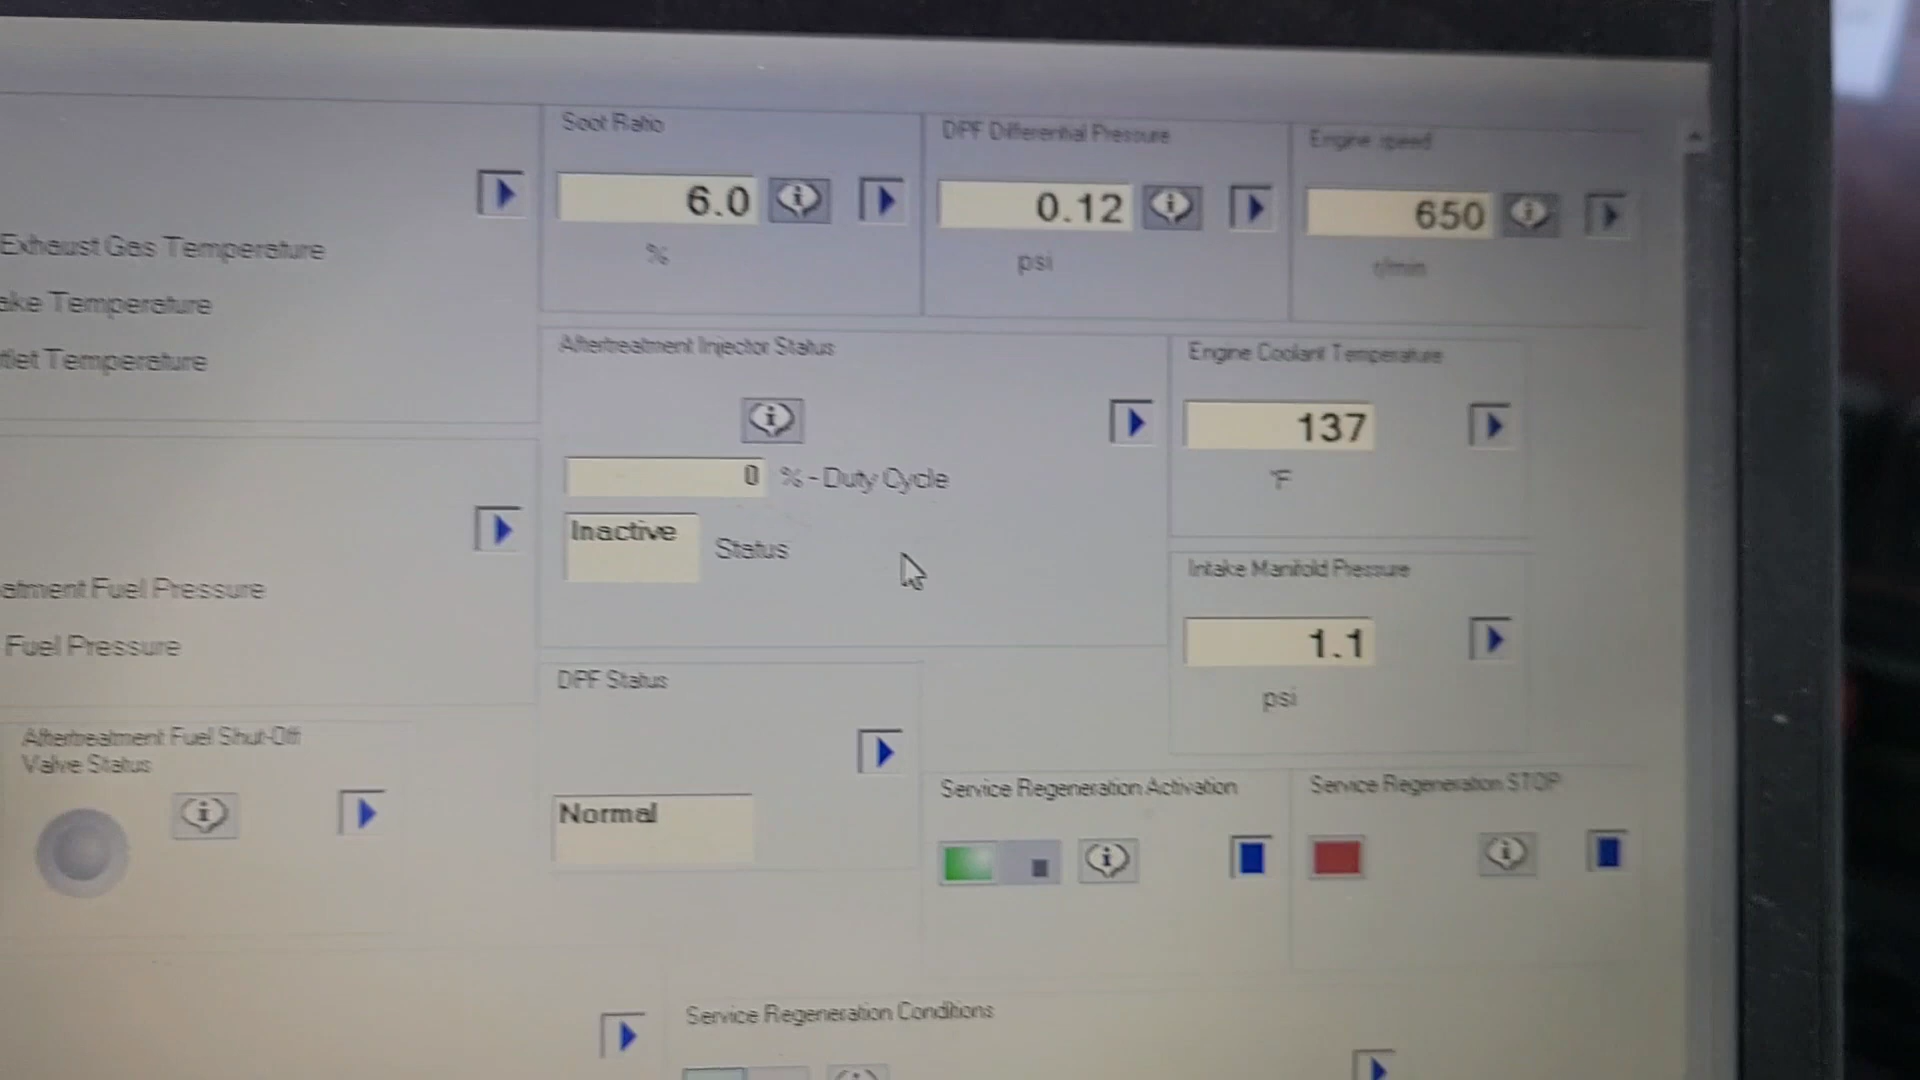 Soot Ratio
6.0
%
DPF Differential Pressure
0.12
psi
Engine speed
650
r/min
Exhaust Gas Temperature
ake Temperature
tlet Temperature
Aftertreatment Injector Status
0 % - Duty Cycle
Inactive Status
Engine Coolant Temperature
137
°F
Intake Manifold Pressure
1.1
psi
atment Fuel Pressure
Fuel Pressure
Aftertreatment Fuel Shut-Off
Valve Status
DPF Status
Normal
Service Regeneration Activation
Service Regeneration STOP
Service Regeneration Conditions